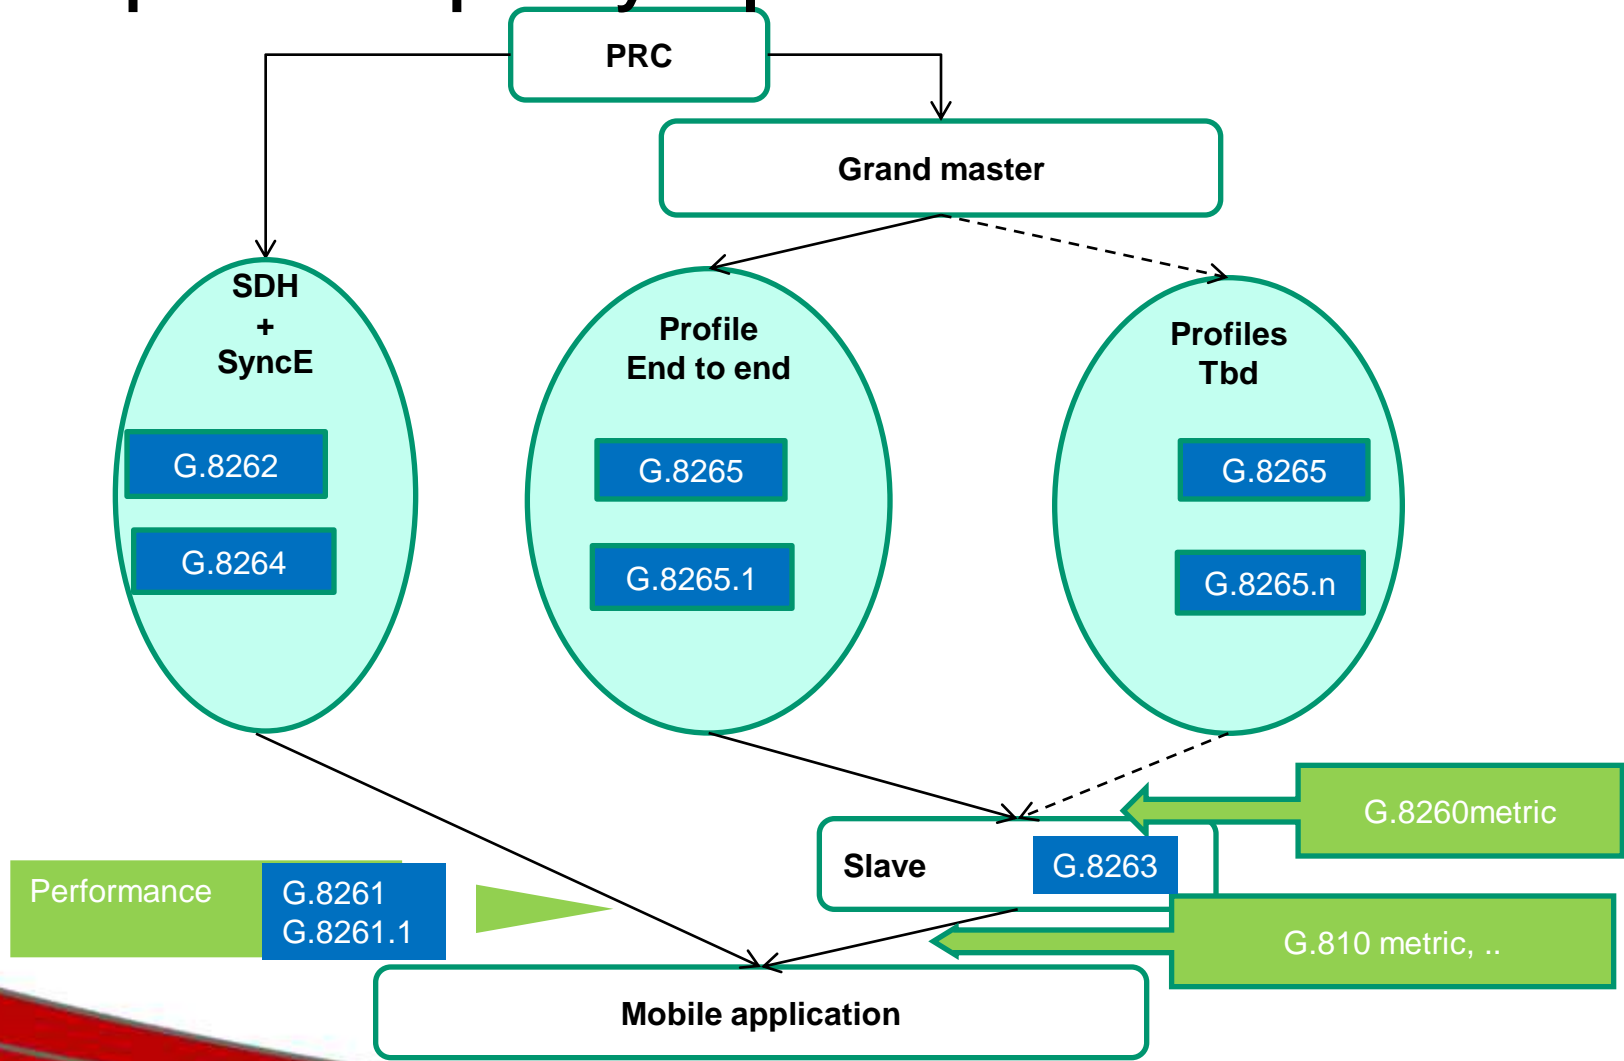 PRC
Grand master
SDH
+
SyncE
Profile
End to end
Profiles
Tbd
G.8262
G.8265
G.8265
G.8264
G.8265.1
G.8265.n
G.8260metric
Slave
G.8263
Performance
G.8261
G.8261.1
G.810 metric, ..
Mobile application